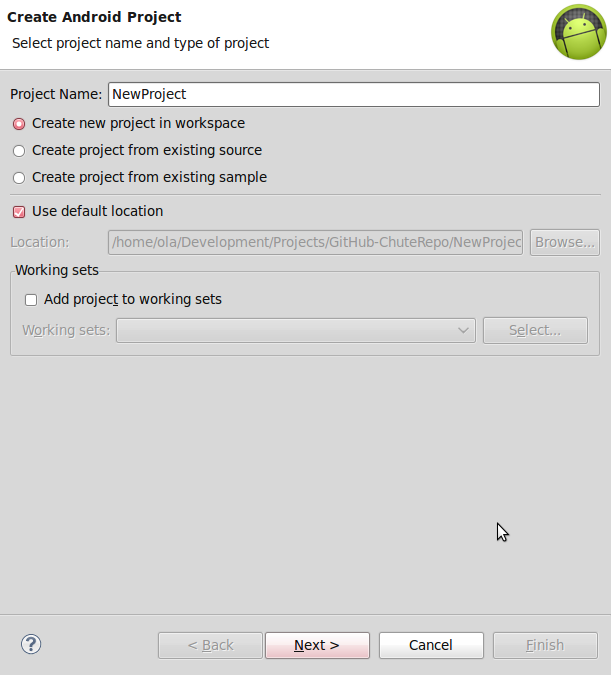 Create Android Project
Select project name and type of project
Project Name: NewProject
Create new project in workspace
Create project from existing source
Create project from existing sample
Use default location
Location: /home/ola/Development/Projects/GitHub-ChuteRepo/NewProjec Browse...
Working sets
Add project to working sets
Working sets: Select...
? < Back Next > Cancel Finish